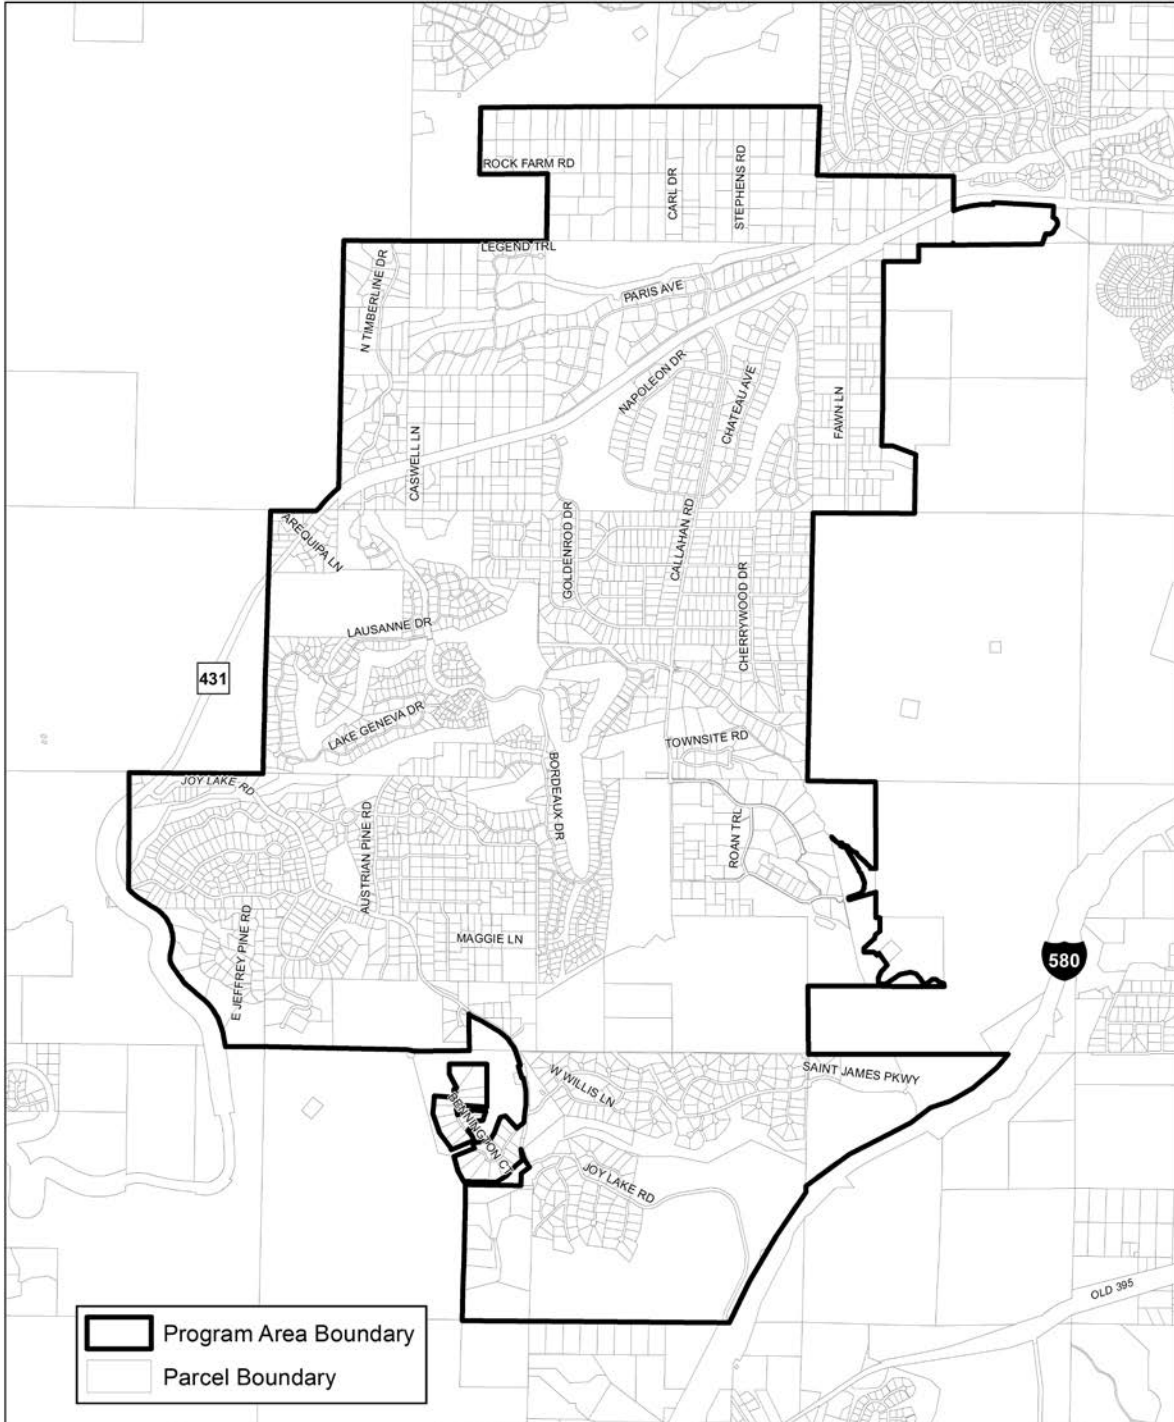 ROCK FARM RD
CARL DR
STEPHENS RD
LEGEND TRL
N TIMBERLINE DR
PARIS AVE
NAPOLEON DR
CHATEAU AVE
FAWN LN
CASWELL LN
AREQUIPA LN
GOLDENROD DR
CALLAHAN RD
CHERRYWOOD DR
LAUSANNE DR
431
LAKE GENEVA DR
TOWNSITE RD
JOY LAKE RD
BORDEAUX DR
AUSTRIAN PINE RD
ROAN TRL
E JEFFREY PINE RD
MAGGIE LN
580
W WILLIS LN
SAINT JAMES PKWY
BENNINGTON CT
JOY LAKE RD
OLD 395
Program Area Boundary
Parcel Boundary